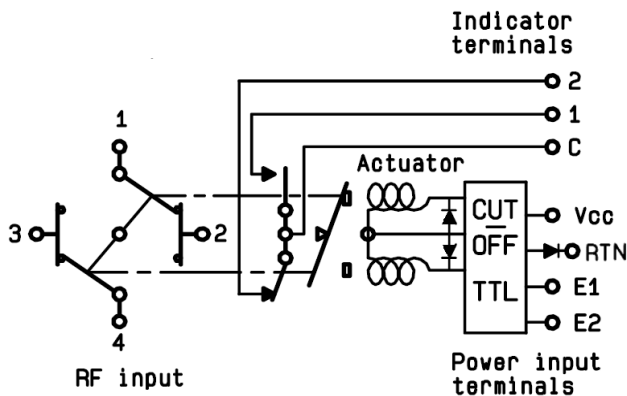 Indicator
terminals
2
1
C
1
Actuator
3
2
CUT
OFF
TTL
Vcc
RTN
E1
E2
4
RF input
Power input
terminals